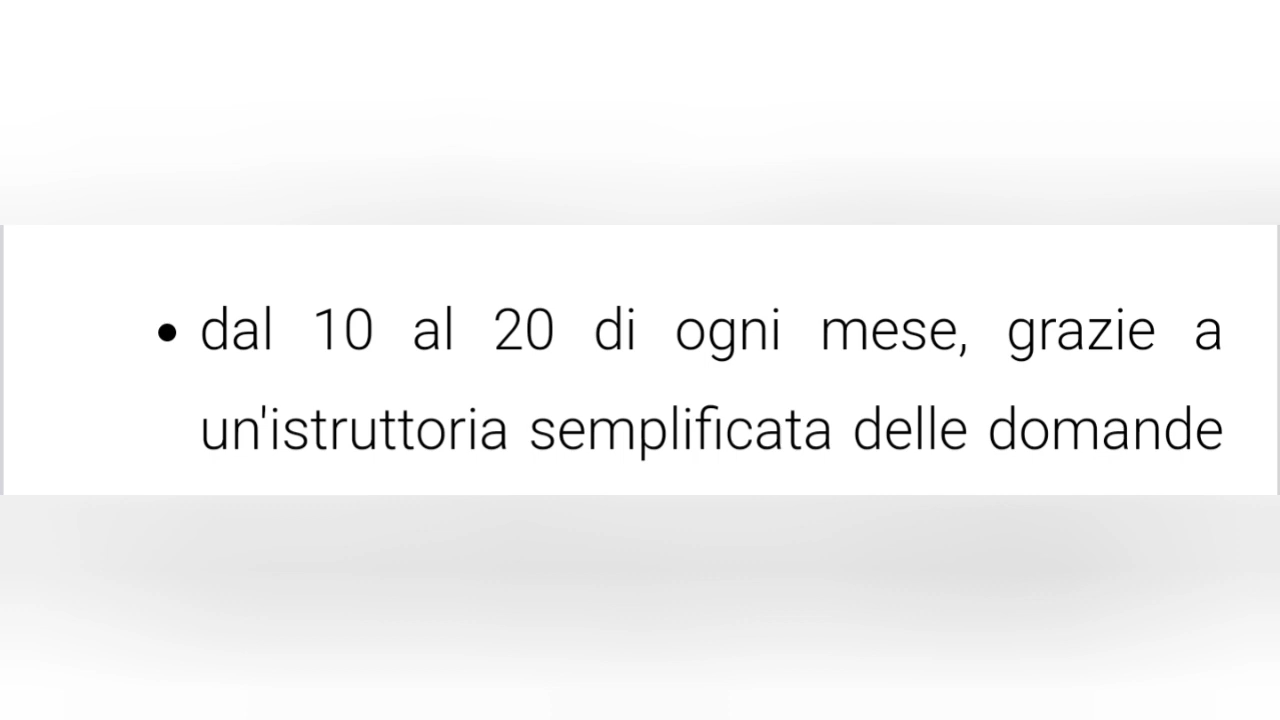 • dal 10 al 20 di ogni mese, grazie a
un'istruttoria semplificata delle domande